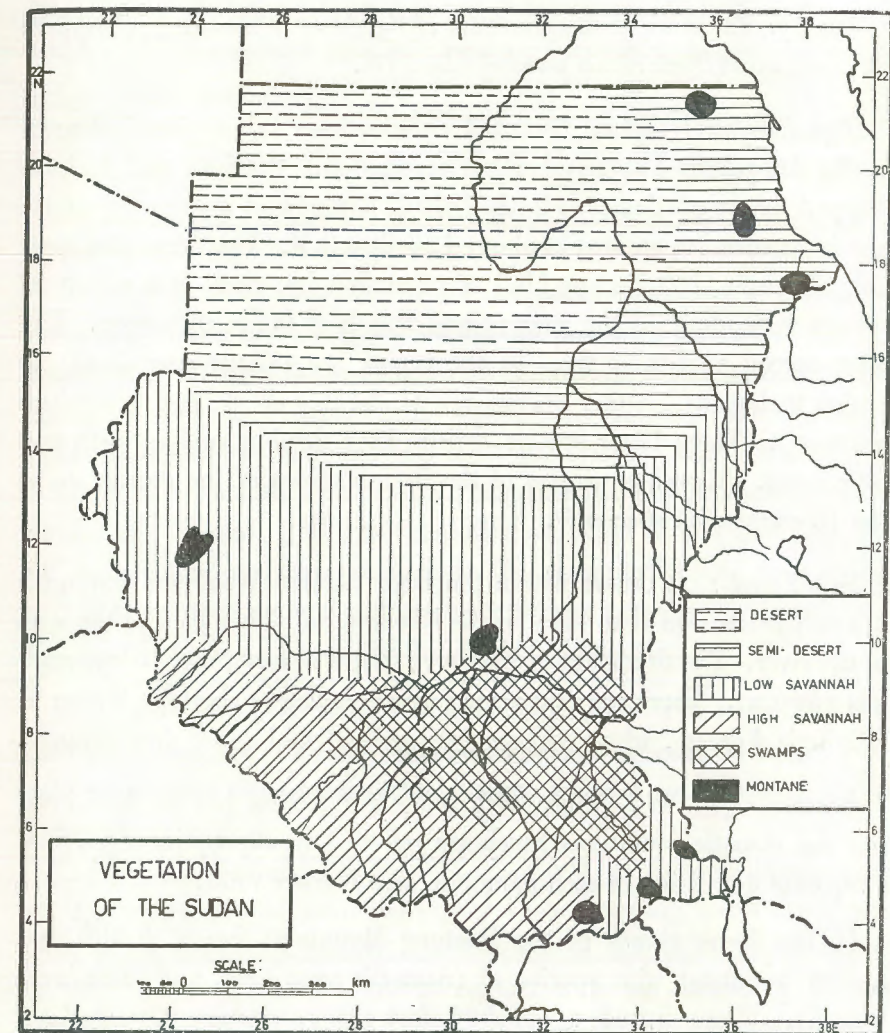 22 24 26 28 30 32 34 36 38
22 22
N
20 20
18 18
16 16
14 14
12 12
10 10
8 8
6 6
4 4
2 2
DESERT
SEMI-DESERT
LOW SAVANNAH
HIGH SAVANNAH
SWAMPS
MONTANE
VEGETATION
OF THE SUDAN
SCALE:
0 100 200 300 km
22 24 26 28 30 32 34 36 38E